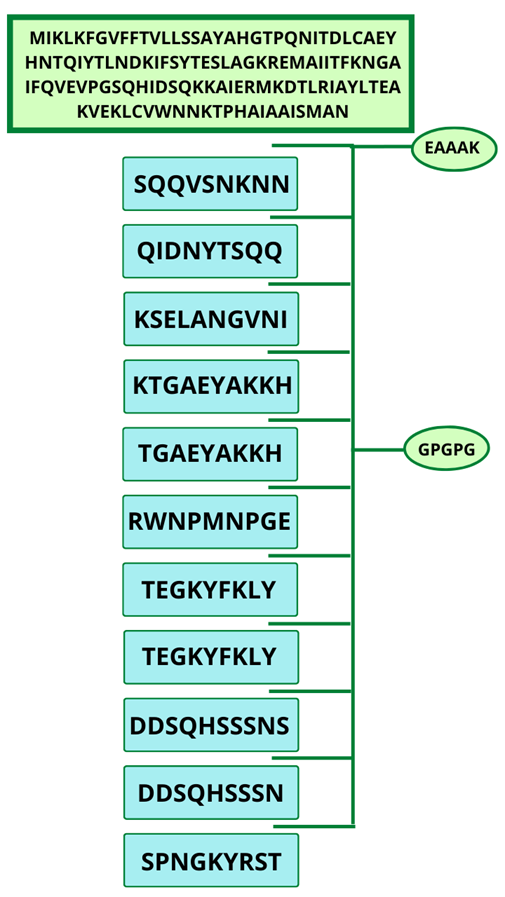 MIKLKFGVFFTVLLSSAYAHGTPQNITDLCAEY
HNTQIYTLNDKIFSYTESLAGKREMAIITFKNGA
IFQVEVPGSQHIDSQKKAIERMKDTLRIAYLTEA
KVEKLCVWNNKTPHAIAAISMAN
EAAAK
SQQVSNKNN
QIDNYTSQQ
KSELANGVNI
KTGAEYAKKH
TGAEYAKKH
GPGPG
RWNPMNPGE
TEGKYFKLY
TEGKYFKLY
DDSQHSSSNS
DDSQHSSSN
SPNGKYRST